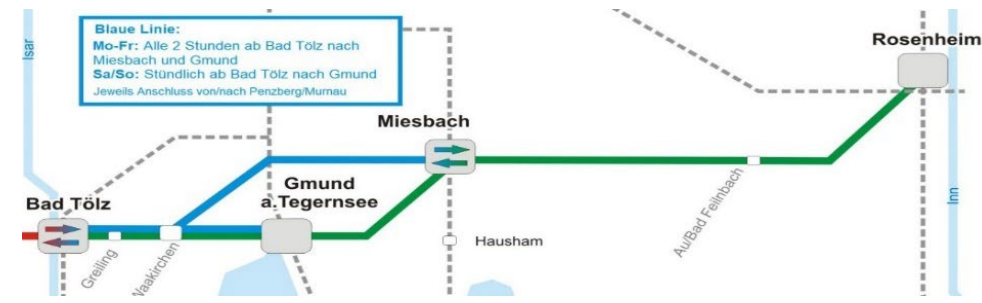 Isar
Blaue Linie:
Mo-Fr: Alle 2 Stunden ab Bad Tölz nach
Miesbach und Gmund
Sa/So: Stündlich ab Bad Tölz nach Gmund
Jeweils Anschluss von/nach Penzberg/Murnau
Rosenheim
Miesbach
Gmund
a.Tegernsee
Bad Tölz
Greiling
Waakirchen
Hausham
Au/Bad Feilnbach
Inn